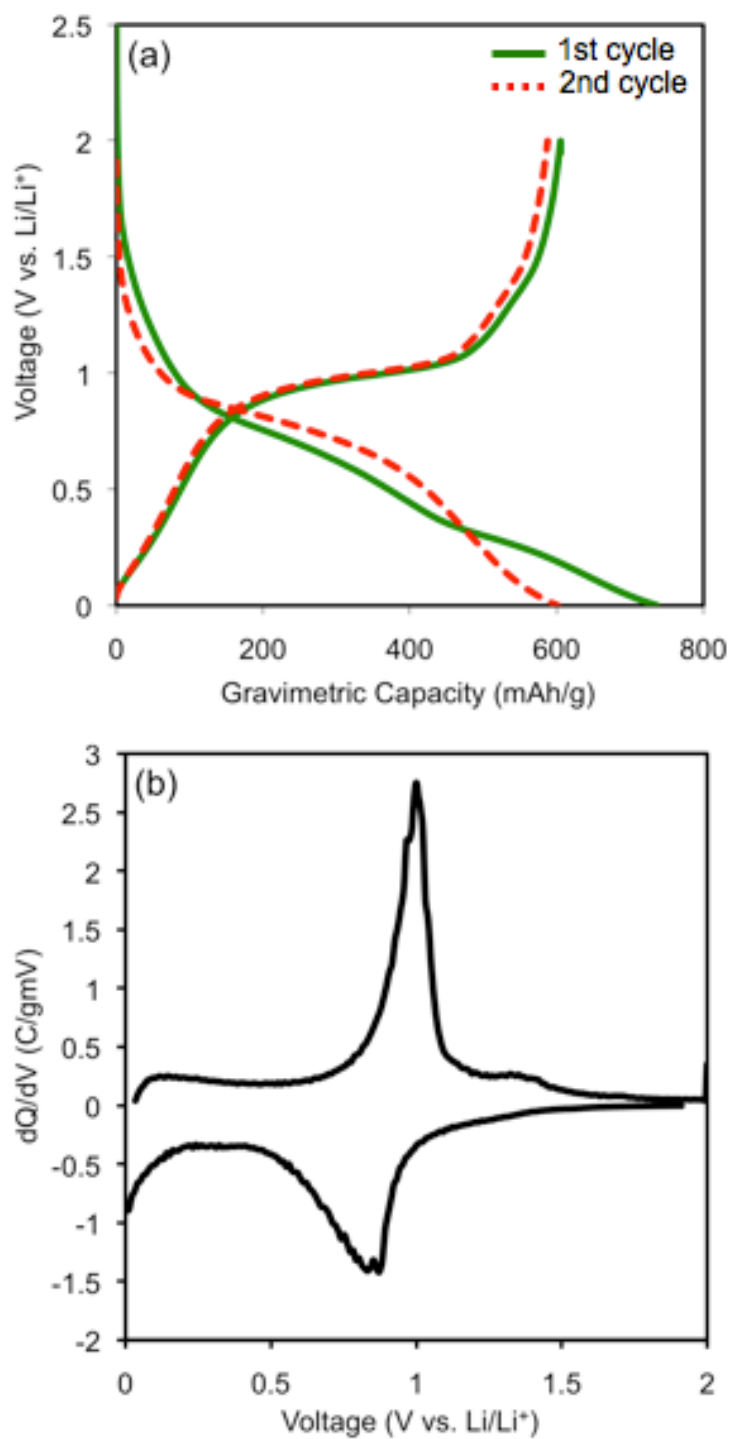 2.5
(a)
1st cycle
2nd cycle
2
1.5
1
0.5
0
Voltage (V vs. Li/Li⁺)
0 200 400 600 800
Gravimetric Capacity (mAh/g)
3
(b)
2.5
2
1.5
1
0.5
0
-0.5
-1
-1.5
-2
dQ/dV (C/gmV)
0 0.5 1 1.5 2
Voltage (V vs. Li/Li⁺)